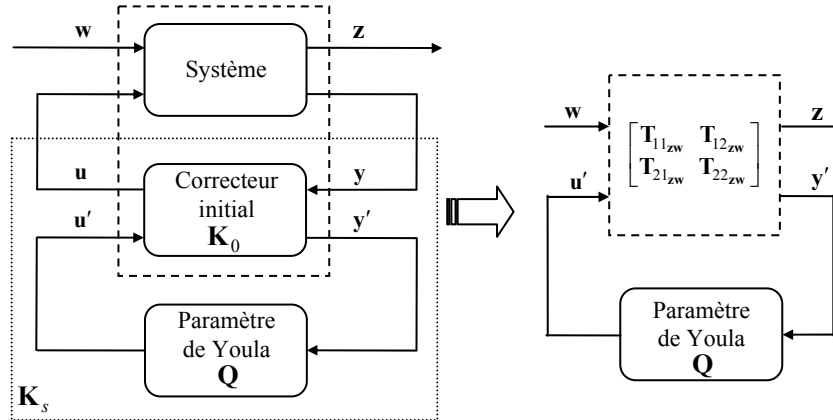 w
z
Système
u
y
Correcteur
initial
K₀
u′
y′
Paramètre
de Youla
Q
Kₛ
w
z
T₁₁zw T₁₂zw
T₂₁zw T₂₂zw
u′
y′
Paramètre
de Youla
Q